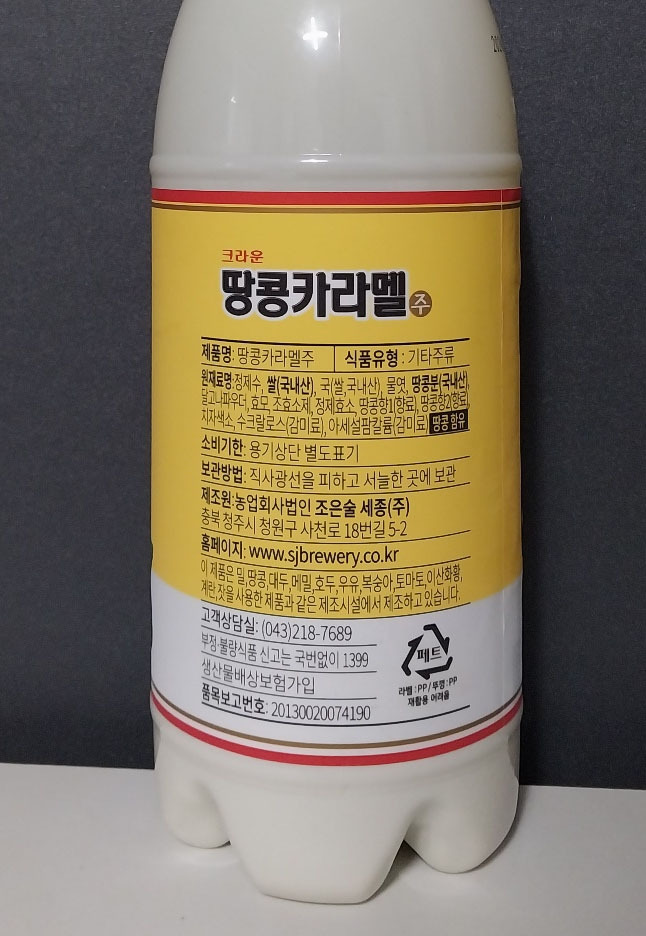 크라운
땅콩카라멜주
제품명: 땅콩카라멜주 식품유형 : 기타주류
원재료명:정제수, 쌀(국내산), 국(쌀,국내산), 물엿, 땅콩분(국내산),
달고나파우더, 효모, 조효소제, 정제효소, 땅콩향1(향료), 땅콩향2(향료),
치자색소, 수크랄로스(감미료), 아세설팜칼륨(감미료) 땅콩 함유
소비기한: 용기상단 별도표기
보관방법: 직사광선을 피하고 서늘한 곳에 보관
제조원:농업회사법인 조은술 세종(주)
충북 청주시 청원구 사천로 18번길 5-2
홈페이지: www.sjbrewery.co.kr
이 제품은 밀,땅콩,대두,메밀,호두,우유,복숭아,토마토,이산화황,
계란,잣을 사용한 제품과 같은 제조시설에서 제조하고 있습니다.
고객상담실: (043)218-7689
부정·불량식품 신고는 국번없이 1399
생산물배상보험가입
품목보고번호: 20130020074190
페트
라벨 : PP / 뚜껑 : PP
재활용 어려움